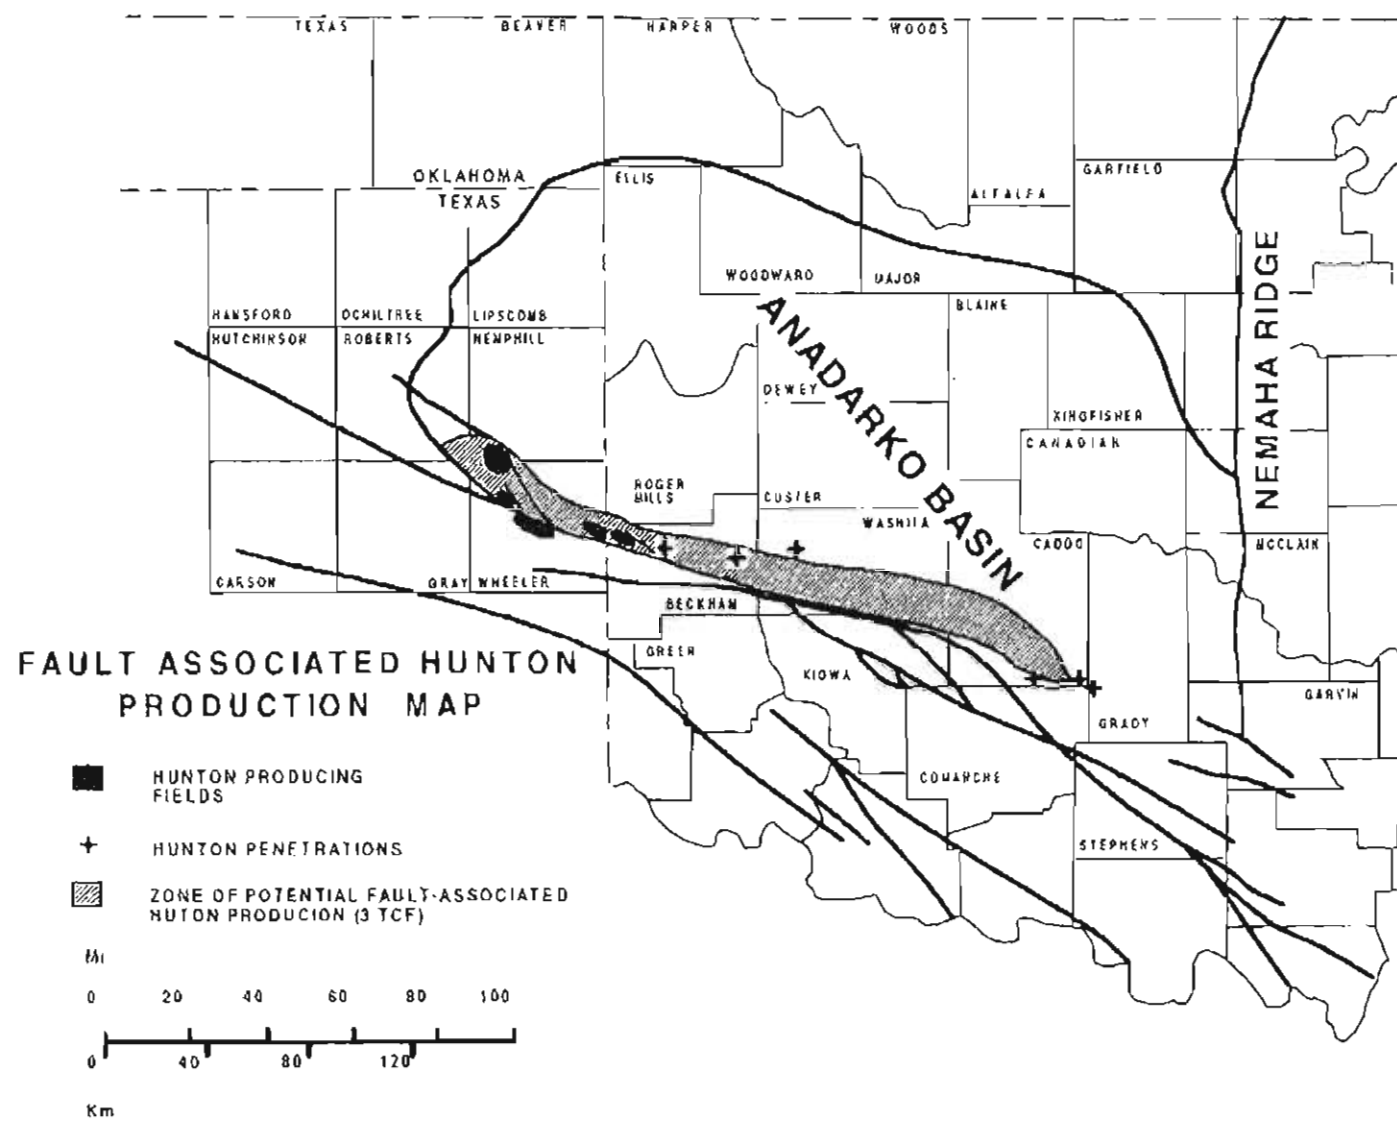 TEXAS
BEAVER
HARPER
WOODS
OKLAHOMA
TEXAS
ELLIS
ALFALFA
GARFIELD
WOODWARD
MAJOR
BLAINE
HANSFORD
OCHILTREE
LIPSCOMB
HUTCHINSON
ROBERTS
HEMPHILL
ANADARKO BASIN
NEMAHA RIDGE
DEWEY
KINGFISHER
CANADIAN
ROGER
MILLS
CUSTER
WASHITA
CADDO
MCCLAIN
CARSON
GRAY
WHEELER
BECKHAM
GREER
KIOWA
GARVIN
GRADY
COMANCHE
STEPHENS
FAULT ASSOCIATED HUNTON
PRODUCTION MAP
HUNTON PRODUCING
FIELDS
HUNTON PENETRATIONS
ZONE OF POTENTIAL FAULT-ASSOCIATED
HUTON PRODUCION (3 TCF)
Mi
0 20 40 60 80 100
0 40 80 120
Km